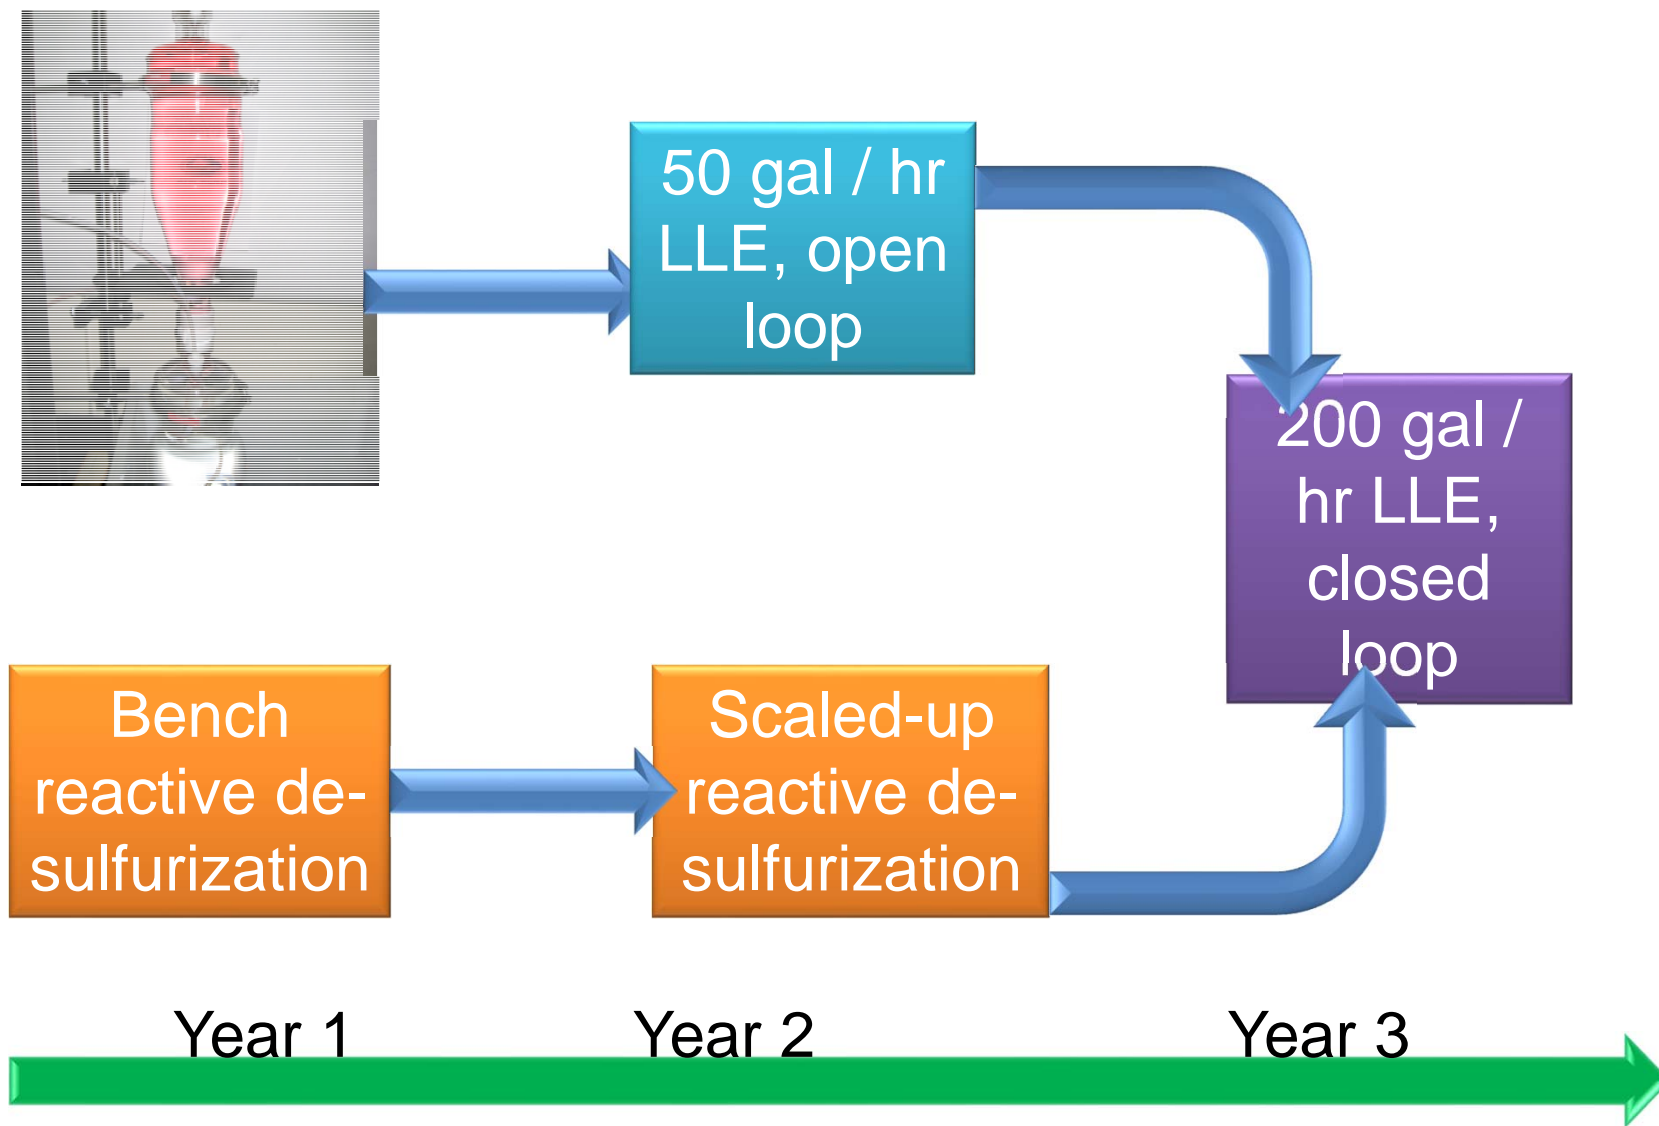 50 gal / hr
LLE, open
loop
200 gal /
hr LLE,
closed
loop
Bench
reactive de-
sulfurization
Scaled-up
reactive de-
sulfurization
Year 1
Year 2
Year 3